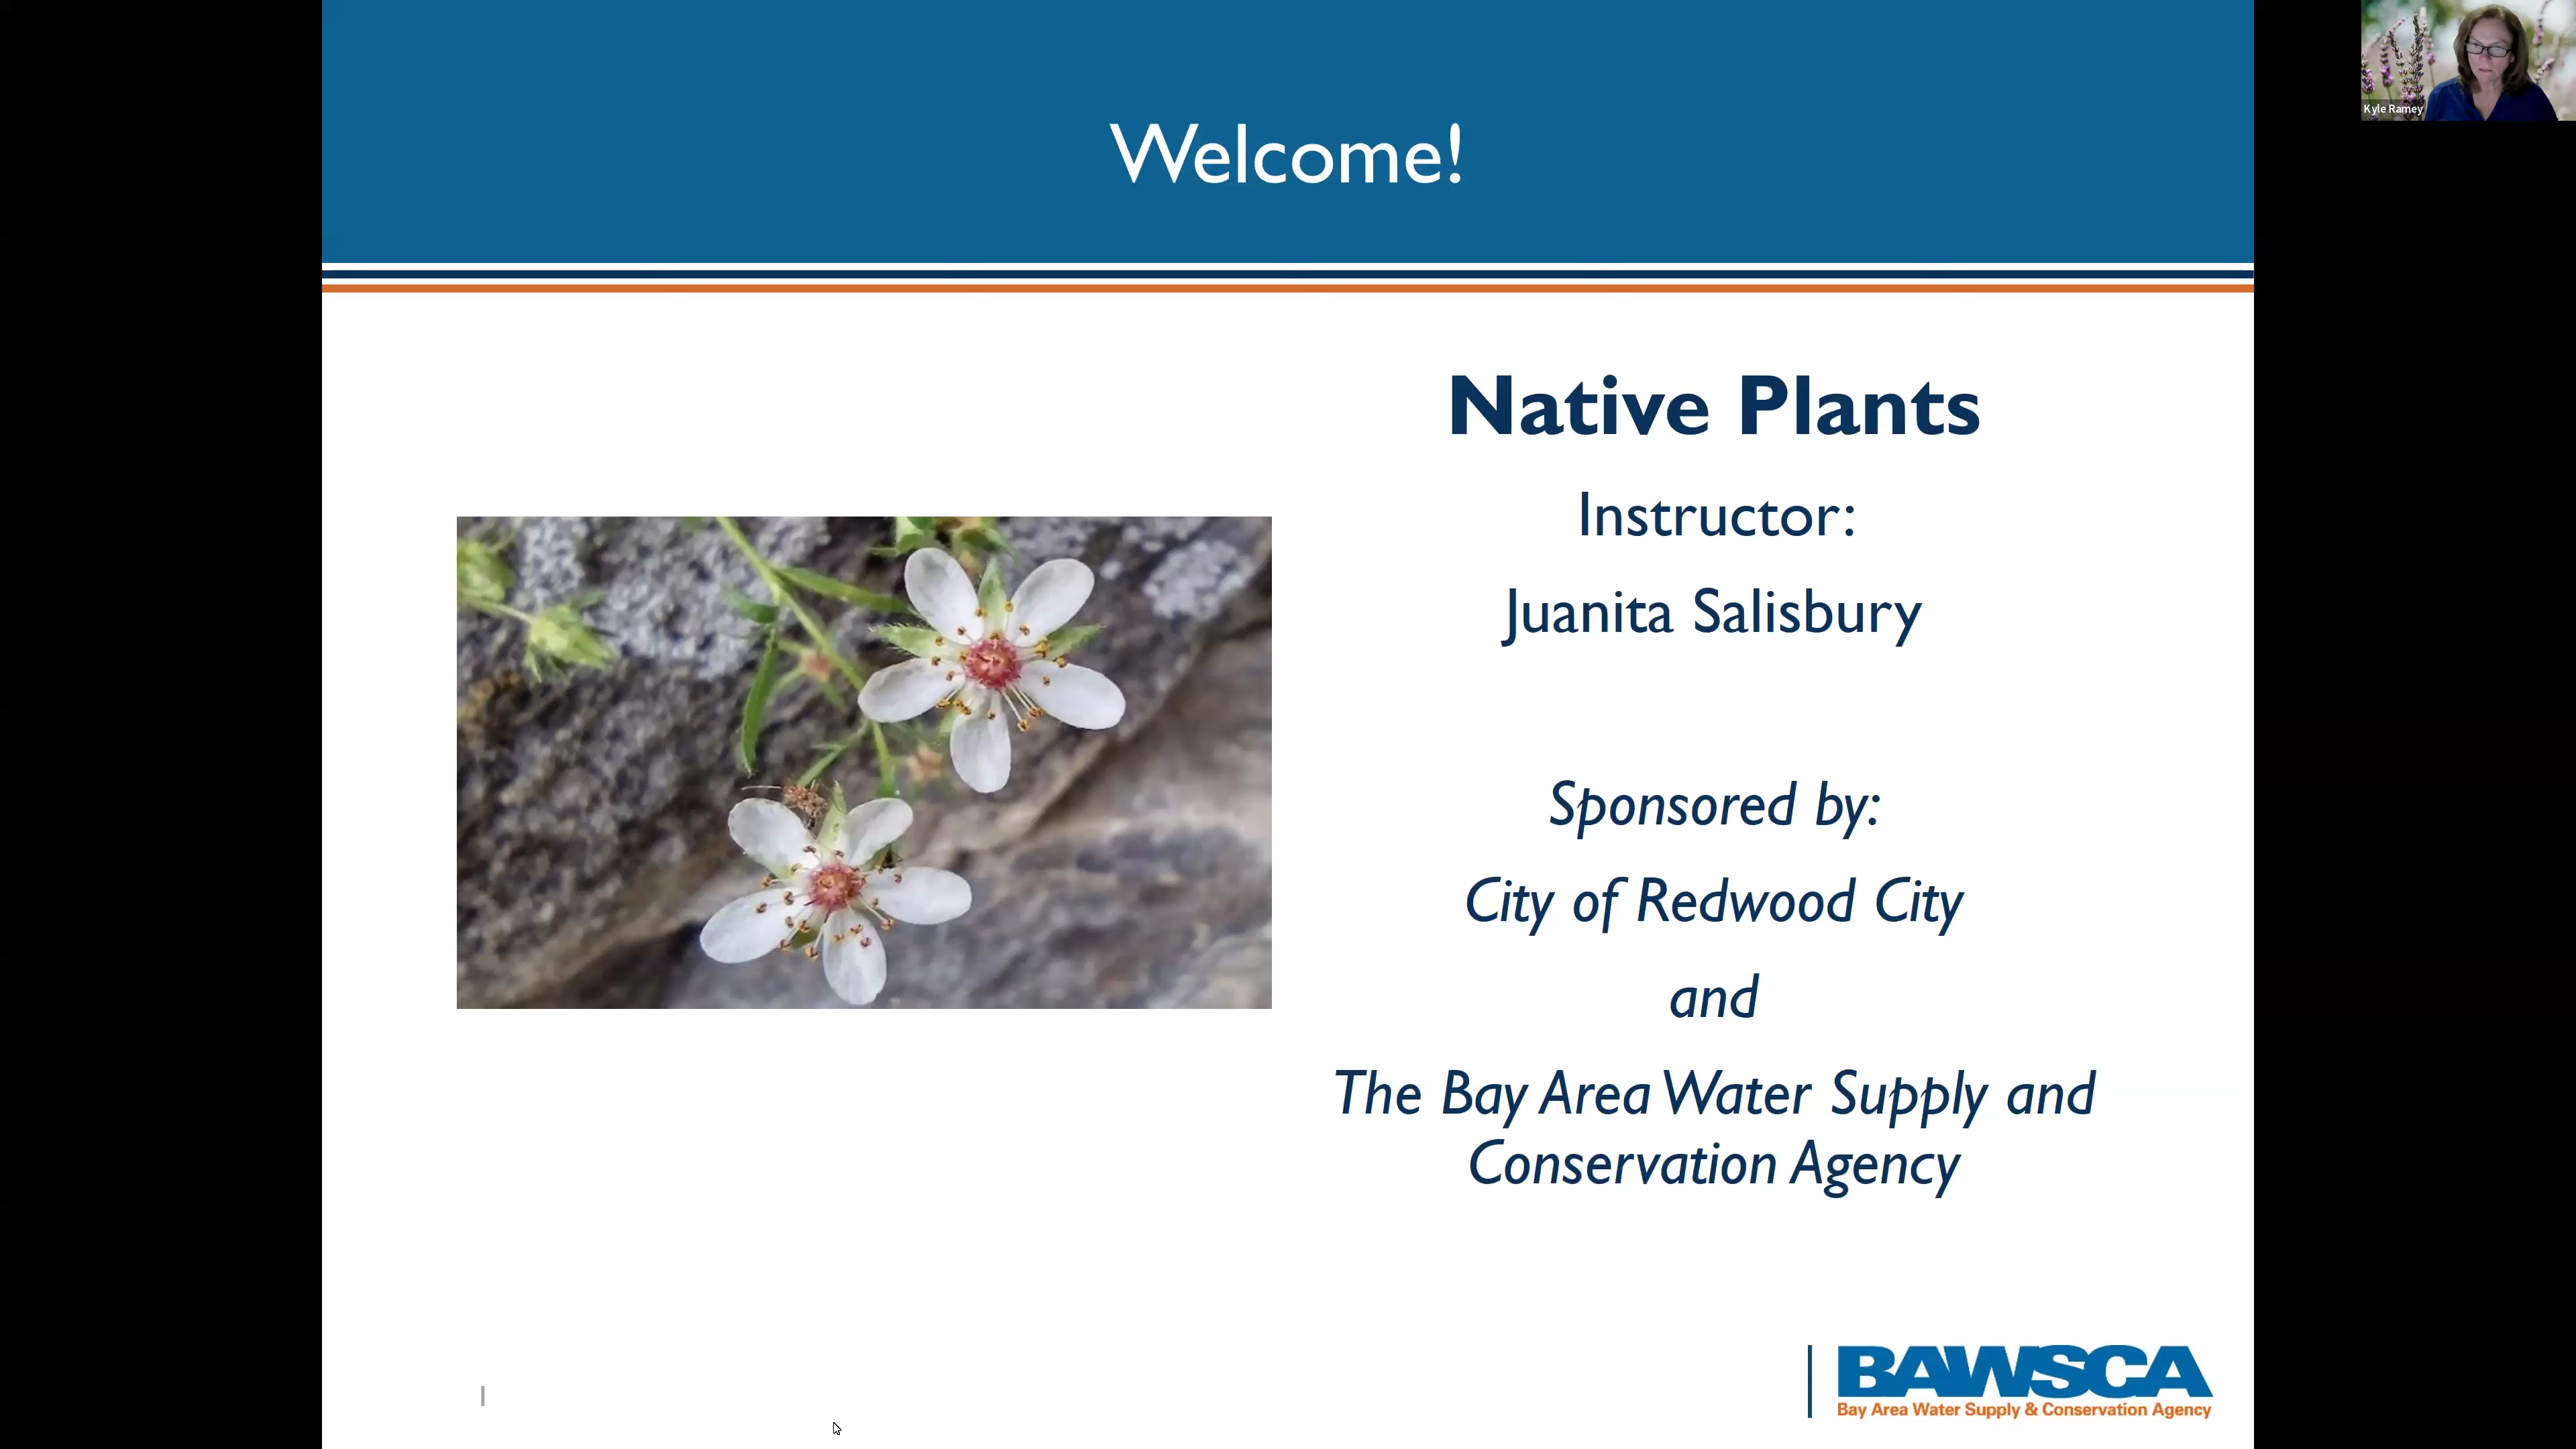 Welcome!
Kyle Ramey
Native Plants
Instructor:
Juanita Salisbury
Sponsored by:
City of Redwood City
and
The Bay Area Water Supply and
Conservation Agency
1
BAWSCA
Bay Area Water Supply & Conservation Agency